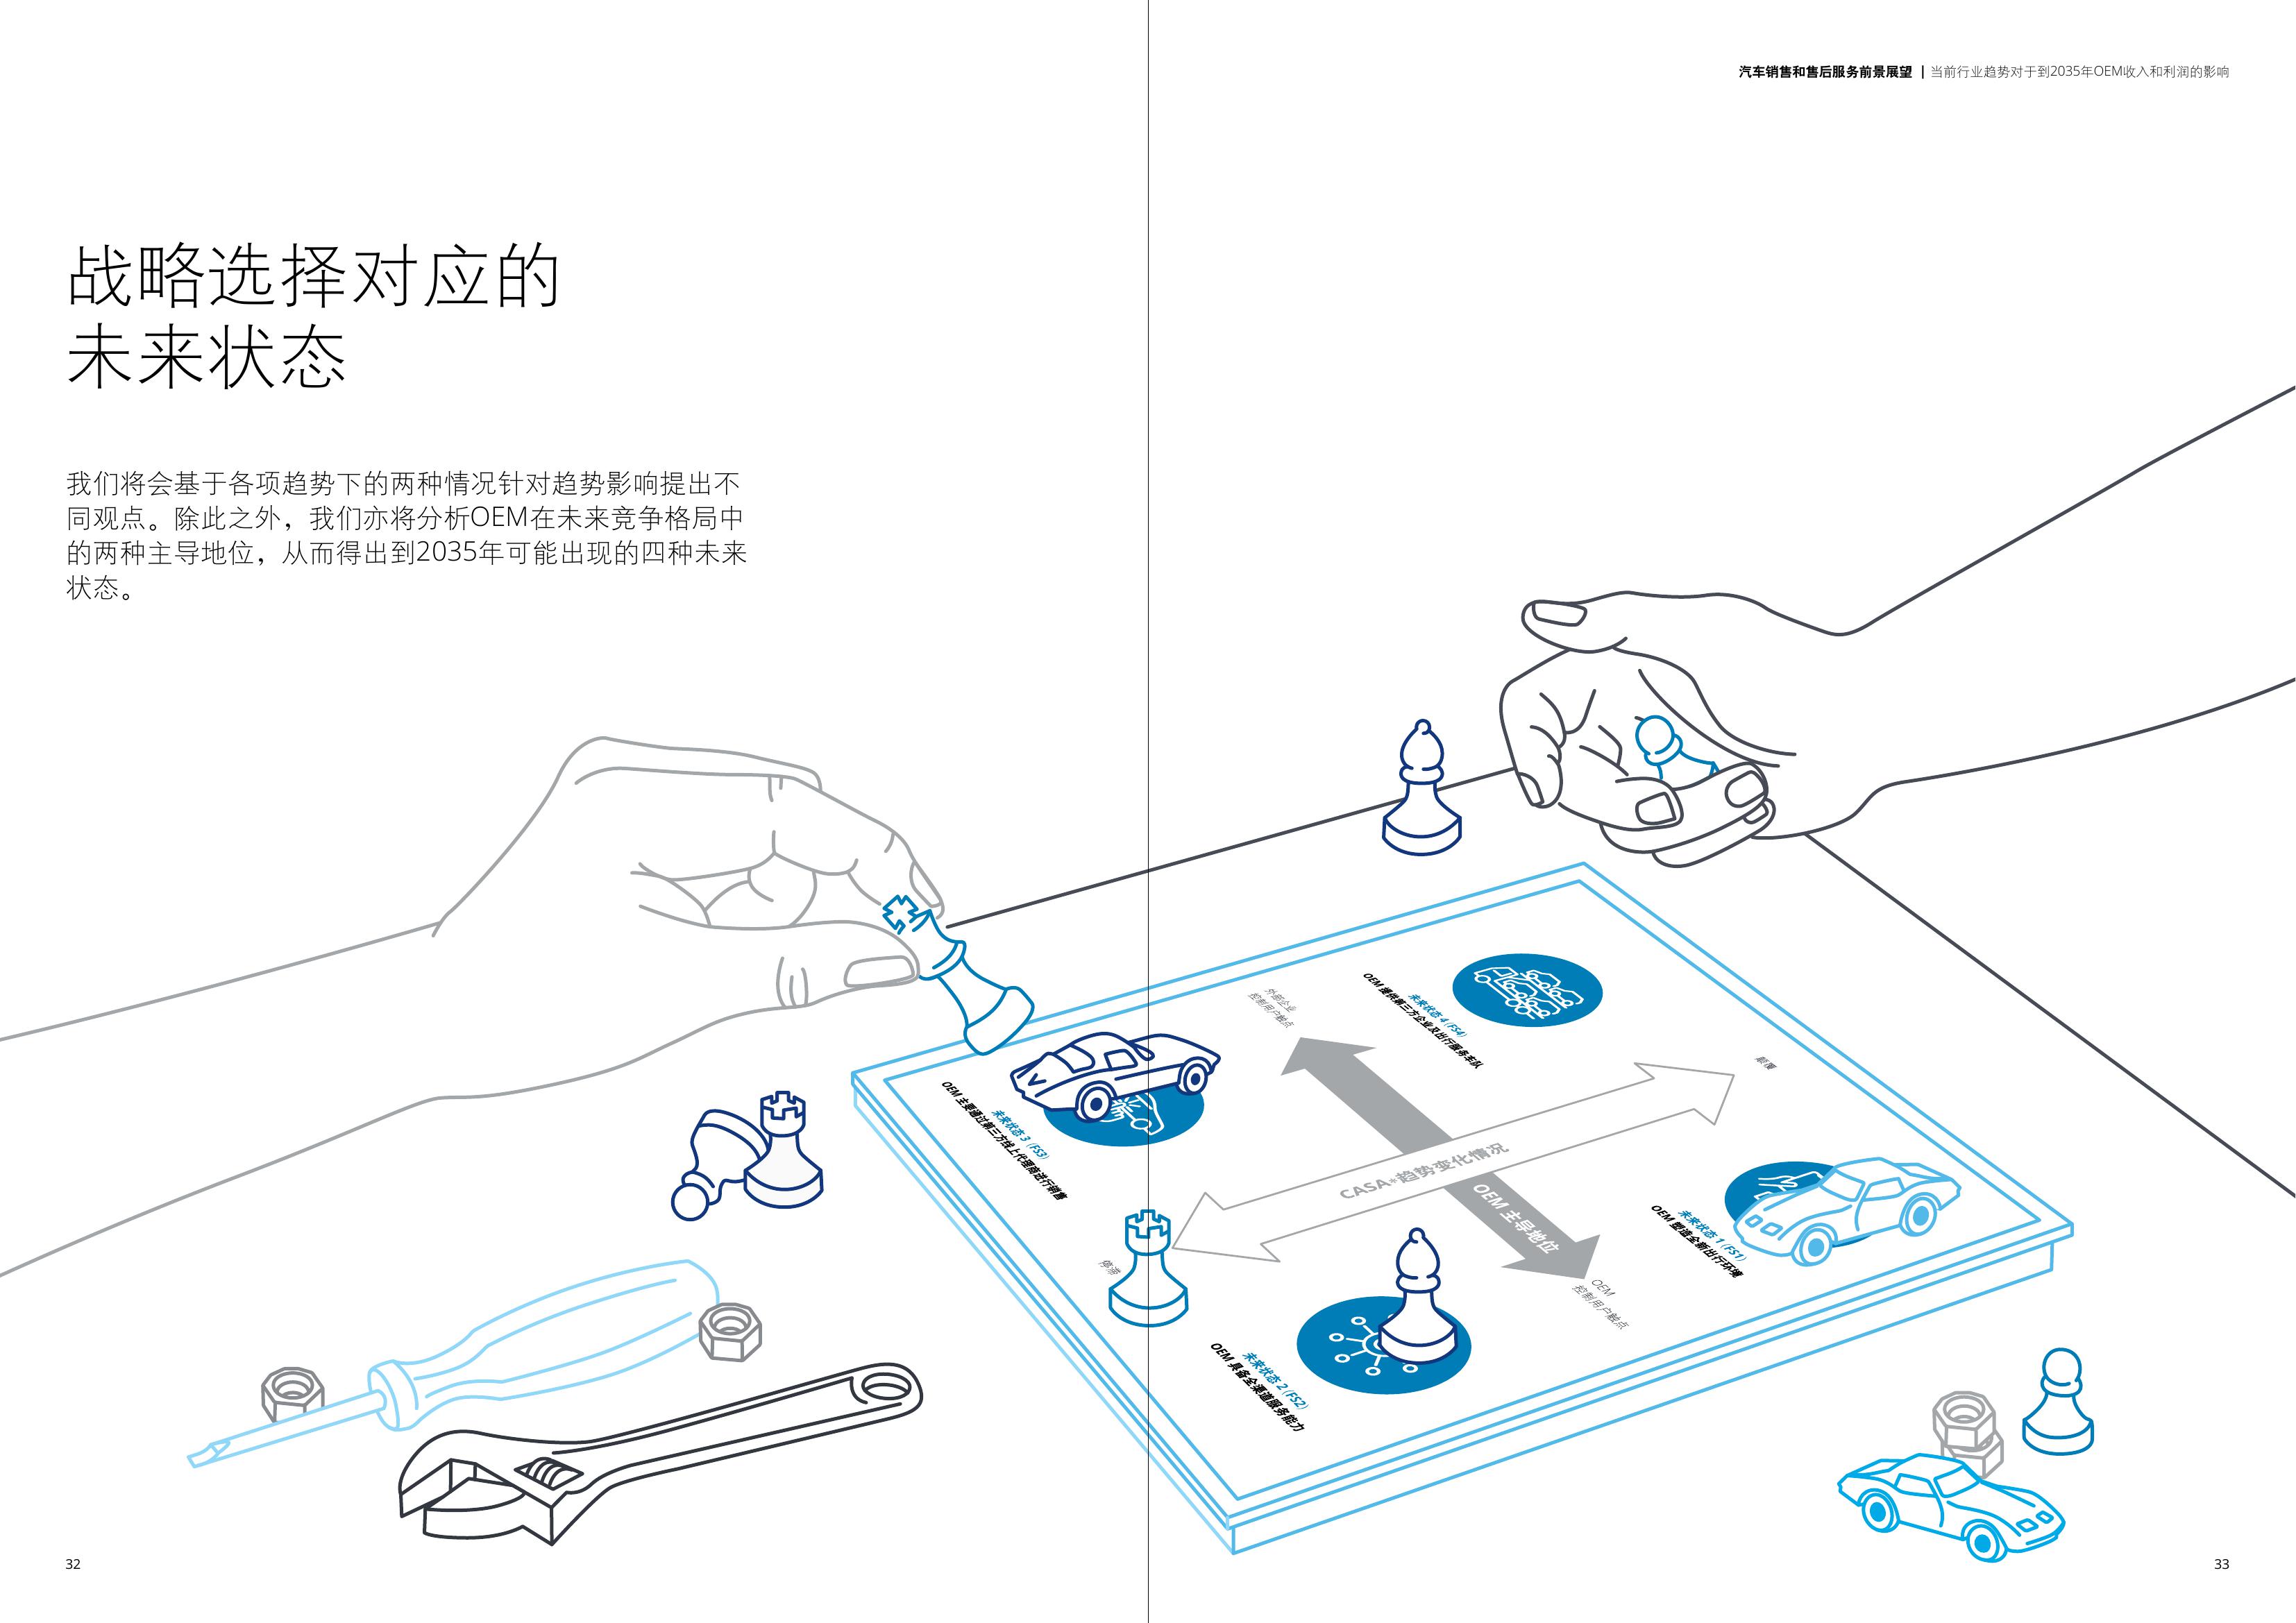 汽车销售和售后服务前景展望 | 当前行业趋势对于到2035年OEM收入和利润的影响
战略选择对应的
未来状态
我们将会基于各项趋势下的两种情况针对趋势影响提出不
同观点。除此之外，我们亦将分析OEM在未来竞争格局中
的两种主导地位，从而得出到2035年可能出现的四种未来
状态。
外部企业
控制用户触点
未来状态 4 (FS4)
OEM 提供第三方企业及出行服务车队
颠覆
未来状态 3 (FS3)
OEM 主要通过第三方线上代理商进行销售
CASA*趋势变化情况
OEM 主导地位
未来状态 1 (FS1)
OEM 塑造全新出行环境
停滞
OEM
控制用户触点
未来状态 2 (FS2)
OEM 具备全渠道服务能力
32
33